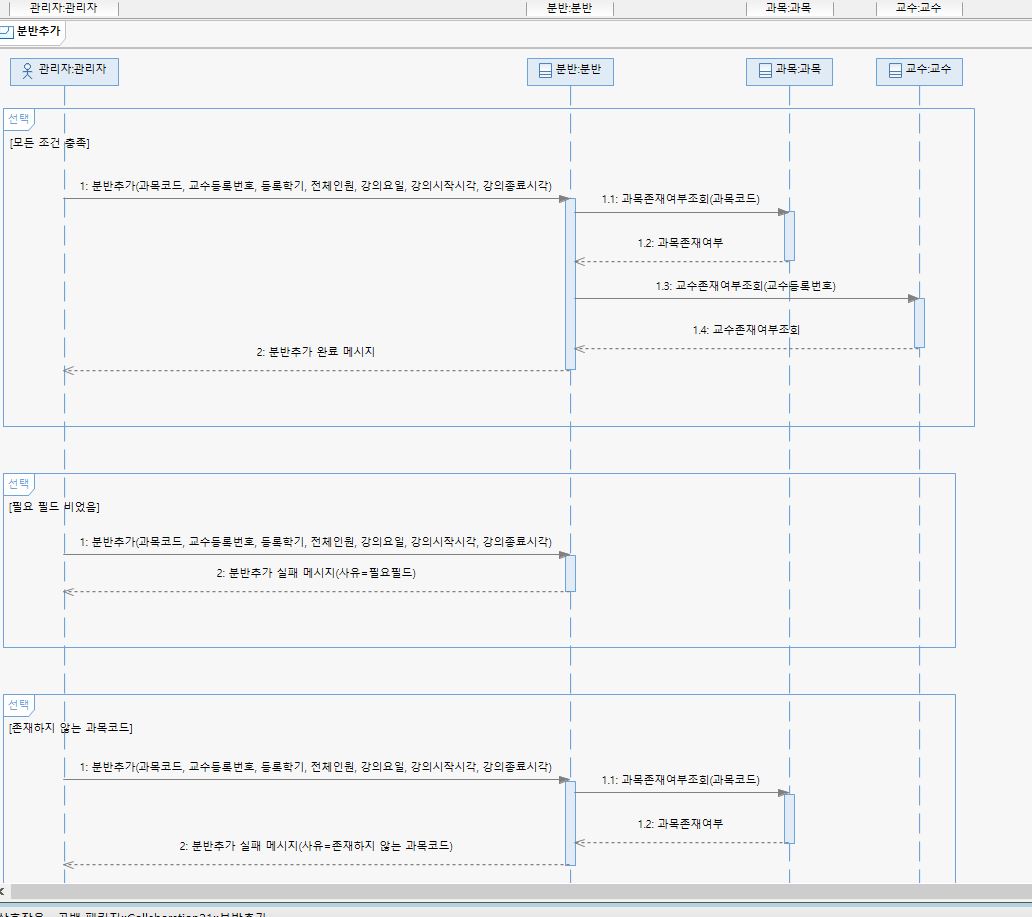 관리자:관리자 분반:분반 과목:과목 교수:교수
분반추가
관리자:관리자 분반:분반 과목:과목 교수:교수
선택
[모든 조건 충족]
1: 분반추가(과목코드, 교수등록번호, 등록학기, 전체인원, 강의요일, 강의시작시각, 강의종료시각)
1.1: 과목존재여부조회(과목코드)
1.2: 과목존재여부
1.3: 교수존재여부조회(교수등록번호)
1.4: 교수존재여부조회
2: 분반추가 완료 메시지
선택
[필요 필드 비었음]
1: 분반추가(과목코드, 교수등록번호, 등록학기, 전체인원, 강의요일, 강의시작시각, 강의종료시각)
2: 분반추가 실패 메시지(사유=필요필드)
선택
[존재하지 않는 과목코드]
1: 분반추가(과목코드, 교수등록번호, 등록학기, 전체인원, 강의요일, 강의시작시각, 강의종료시각)
1.1: 과목존재여부조회(과목코드)
1.2: 과목존재여부
2: 분반추가 실패 메시지(사유=존재하지 않는 과목코드)